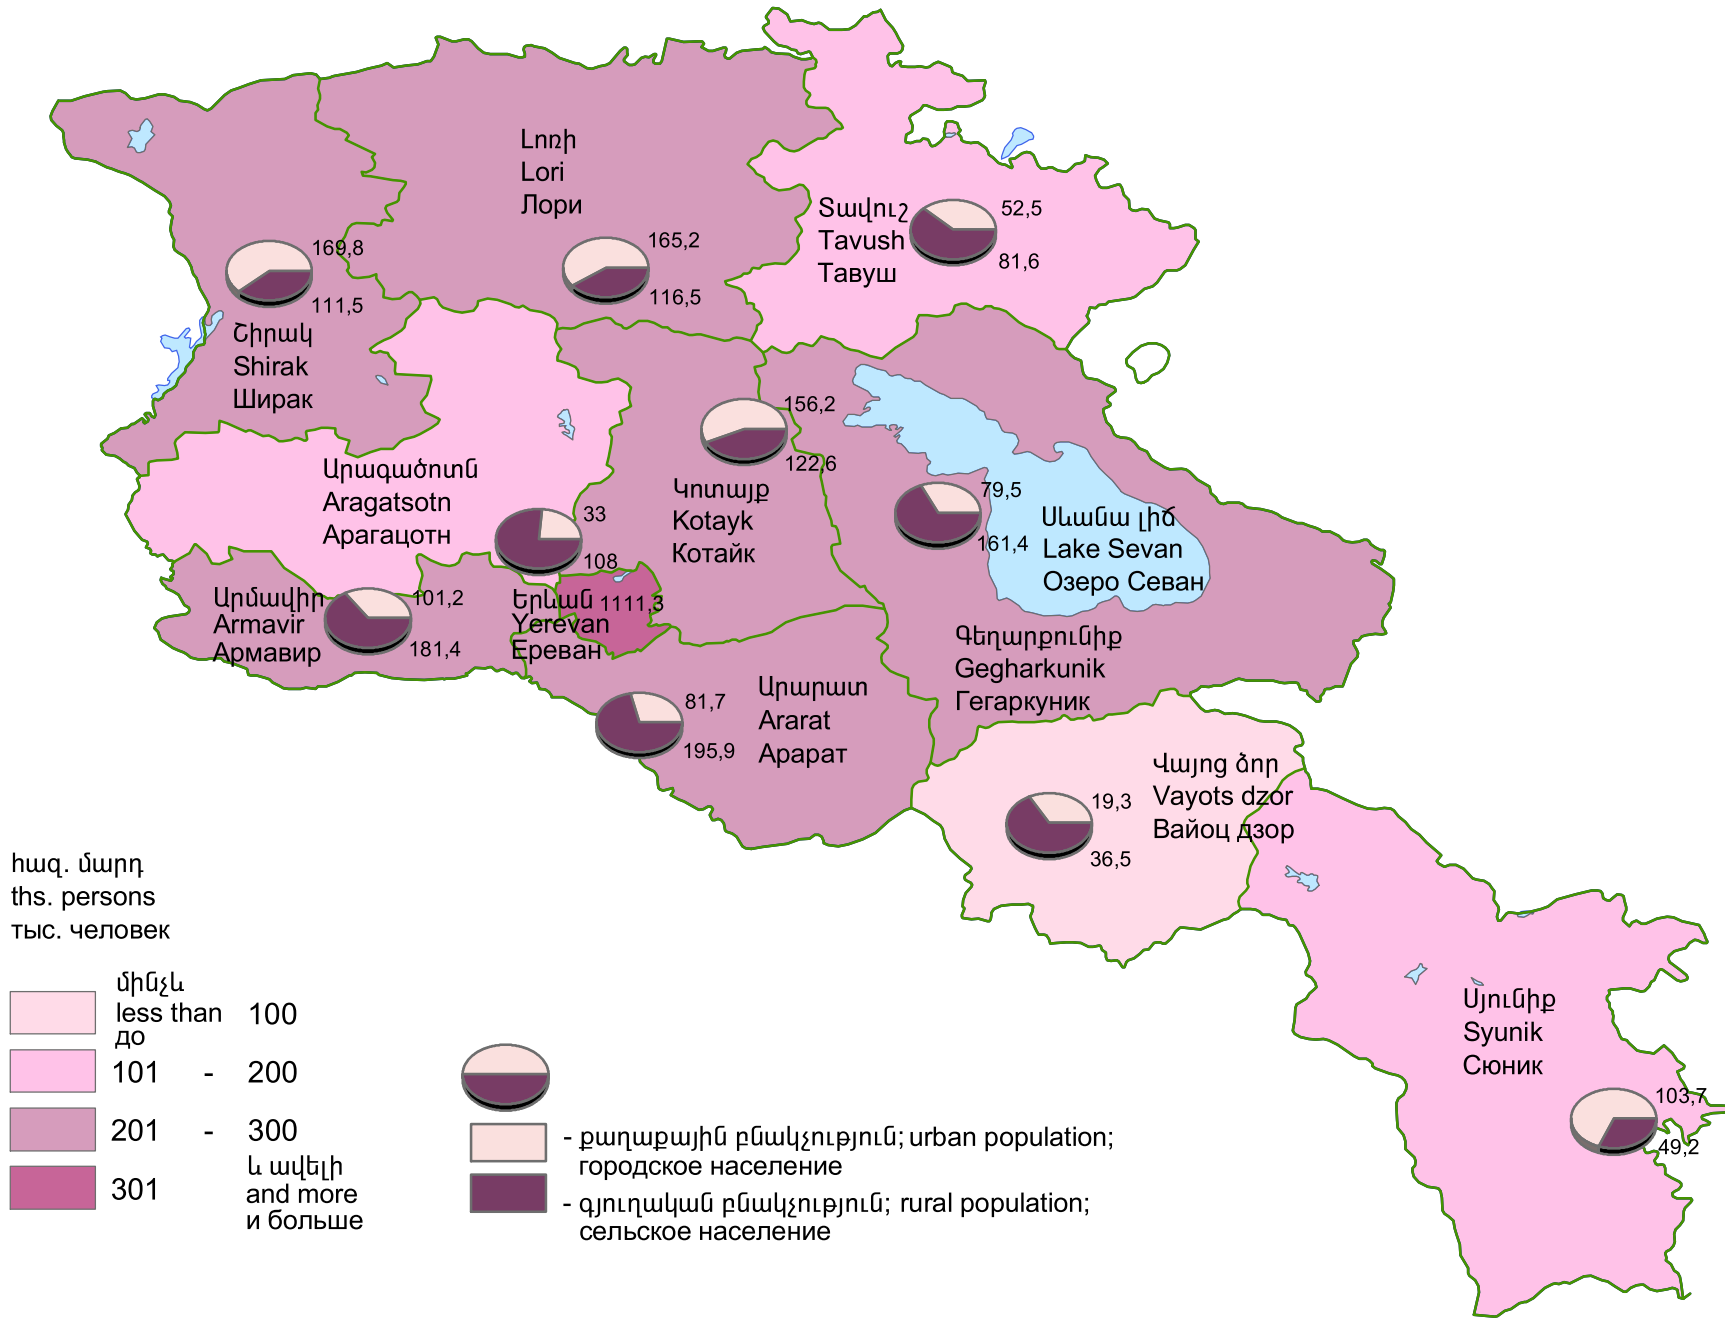 Լոռի
Lori
Лори
165,2
116,5
169,8
111,5
Շիրակ
Shirak
Ширак
Տավուշ
Tavush
Тавуш
52,5
81,6
Արագածոտն
Aragatsotn
Арагацотн
33
108
156,2
122,6
Կոտայք
Kotayk
Котайк
79,5
161,4
Սևանա լիճ
Lake Sevan
Озеро Севан
Գեղարքունիք
Gegharkunik
Гегаркуник
Արմավիր
Armavir
Армавир
101,2
181,4
Երևան 1111,3
Yerevan
Ереван
81,7
195,9
Արարատ
Ararat
Арарат
Վայոց ձոր
Vayots dzor
Вайоц дзор
19,3
36,5
Սյունիք
Syunik
Сюник
103,7
49,2
հազ. մարդ
ths. persons
тыс. человек
մինչև
less than 100
до
101 - 200
201 - 300
301 և ավելի
and more
и больше
- քաղաքային բնակչություն; urban population;
городское население
- գյուղական բնակչություն; rural population;
сельское население